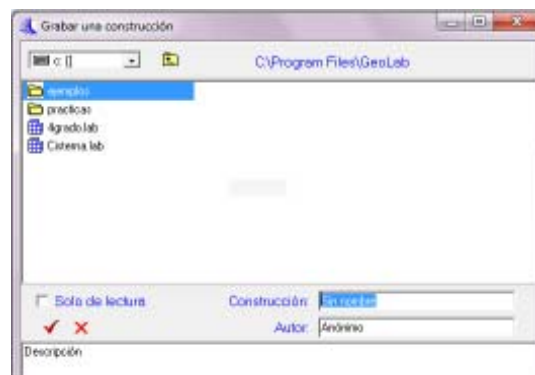 Grabar una construcción
c: []
C:\Program Files\GeoLab
ejemplos
practicas
4grado.lab
Cisterna.lab
Solo de lectura
Construcción: Sin nombre
Autor: Anónimo
Descripción